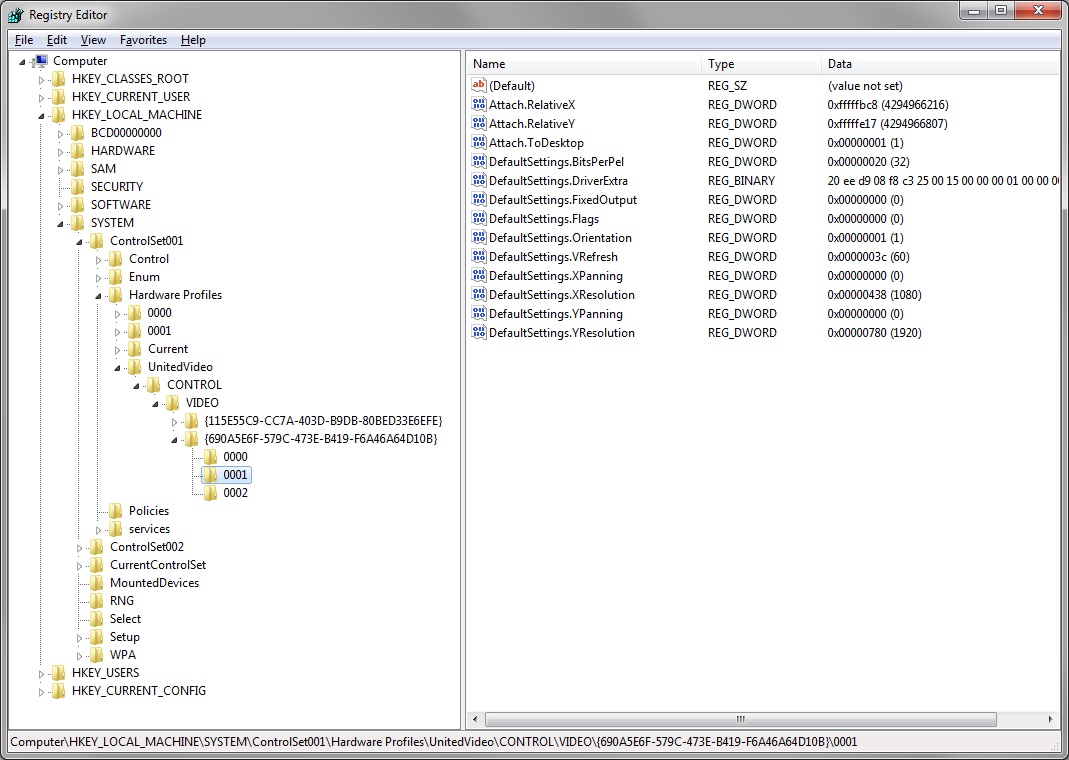 Registry Editor
File Edit View Favorites Help
Computer
HKEY_CLASSES_ROOT
HKEY_CURRENT_USER
HKEY_LOCAL_MACHINE
BCD00000000
HARDWARE
SAM
SECURITY
SOFTWARE
SYSTEM
ControlSet001
Control
Enum
Hardware Profiles
0000
0001
Current
UnitedVideo
CONTROL
VIDEO
{115E55C9-CC7A-403D-B9DB-80BED33E6EFE}
{690A5E6F-579C-473E-B419-F6A46A64D10B}
0000
0001
0002
Policies
services
ControlSet002
CurrentControlSet
MountedDevices
RNG
Select
Setup
WPA
HKEY_USERS
HKEY_CURRENT_CONFIG
Name Type Data
(Default) REG_SZ (value not set)
Attach.RelativeX REG_DWORD 0xfffffbc8 (4294966216)
Attach.RelativeY REG_DWORD 0xfffffe17 (4294966807)
Attach.ToDesktop REG_DWORD 0x00000001 (1)
DefaultSettings.BitsPerPel REG_DWORD 0x00000020 (32)
DefaultSettings.DriverExtra REG_BINARY 20 ee d9 08 f8 c3 25 00 15 00 00 00 01 00 00 0
DefaultSettings.FixedOutput REG_DWORD 0x00000000 (0)
DefaultSettings.Flags REG_DWORD 0x00000000 (0)
DefaultSettings.Orientation REG_DWORD 0x00000001 (1)
DefaultSettings.VRefresh REG_DWORD 0x0000003c (60)
DefaultSettings.XPanning REG_DWORD 0x00000000 (0)
DefaultSettings.XResolution REG_DWORD 0x00000438 (1080)
DefaultSettings.YPanning REG_DWORD 0x00000000 (0)
DefaultSettings.YResolution REG_DWORD 0x00000780 (1920)
Computer\HKEY_LOCAL_MACHINE\SYSTEM\ControlSet001\Hardware Profiles\UnitedVideo\CONTROL\VIDEO\{690A5E6F-579C-473E-B419-F6A46A64D10B}\0001